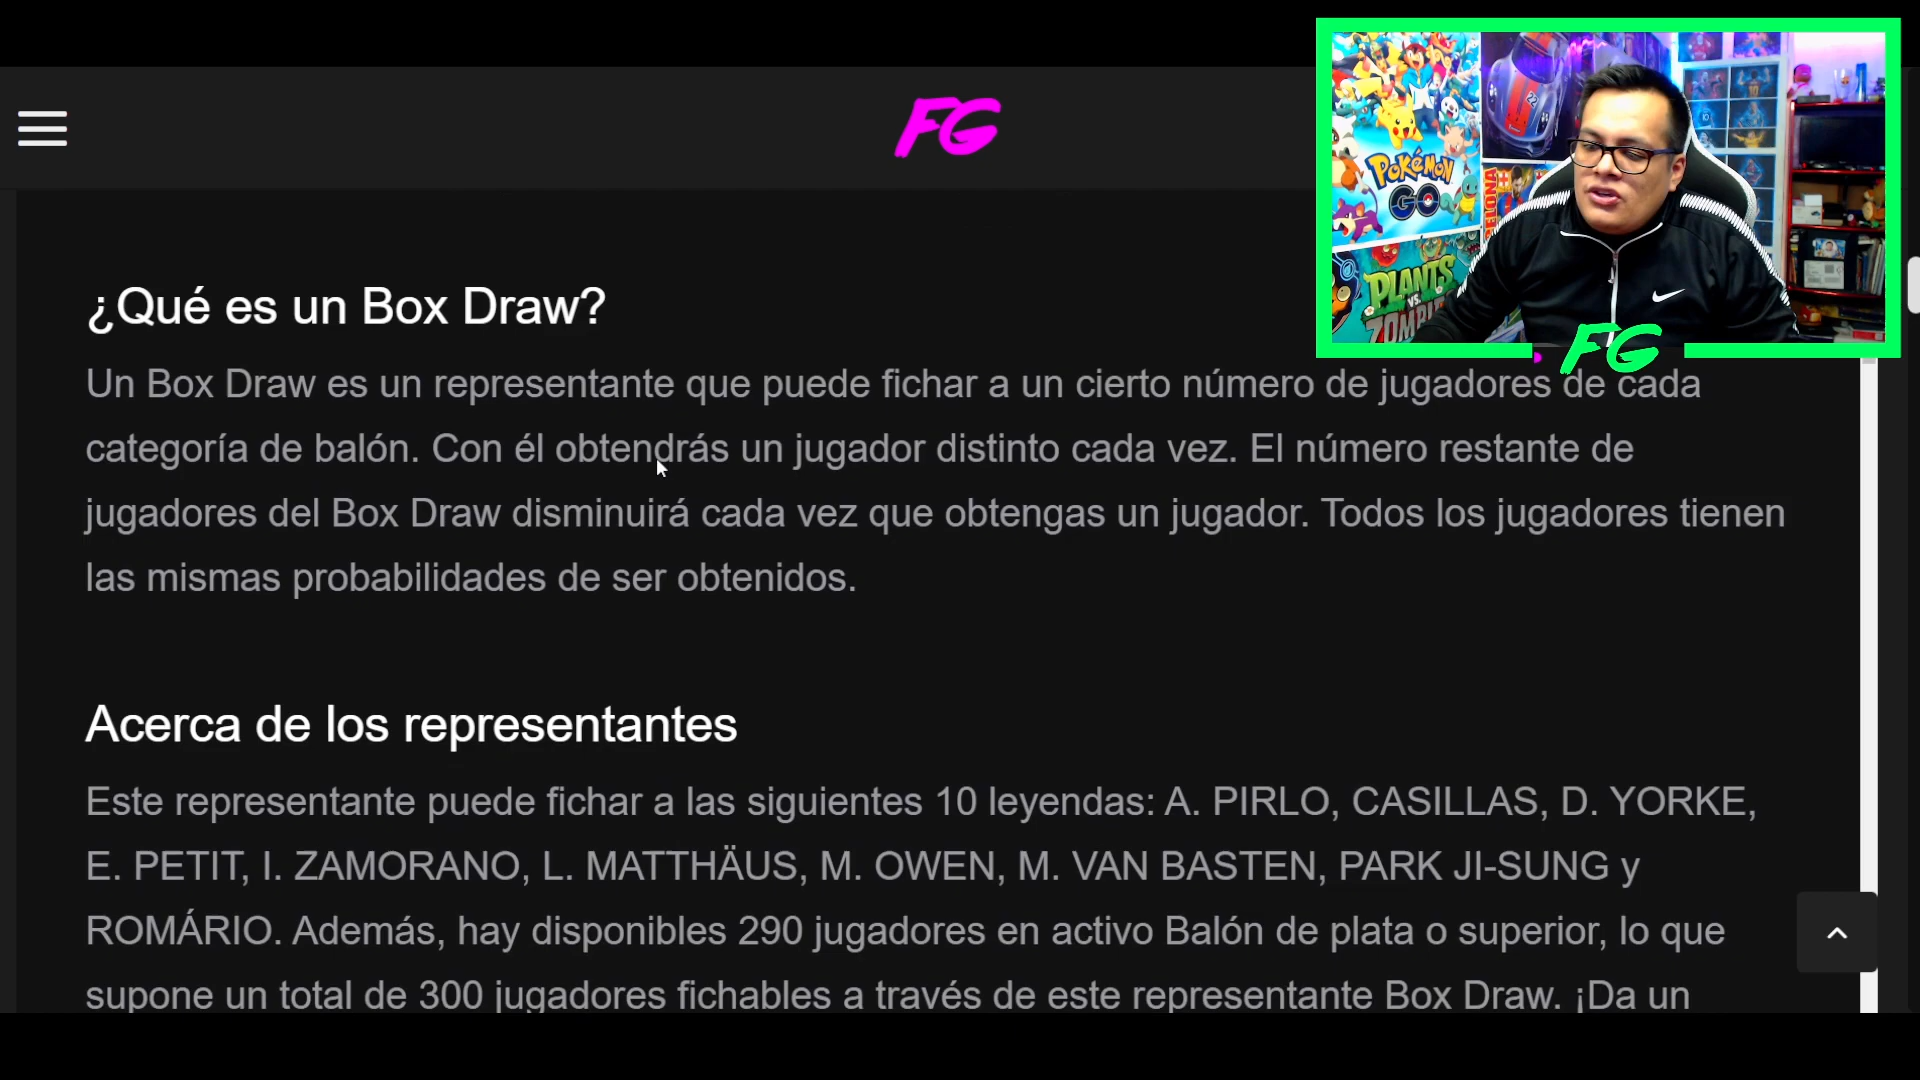 FG
¿Qué es un Box Draw?
Un Box Draw es un representante que puede fichar a un cierto número de jugadores de cada
categoría de balón. Con él obtendrás un jugador distinto cada vez. El número restante de
jugadores del Box Draw disminuirá cada vez que obtengas un jugador. Todos los jugadores tienen
las mismas probabilidades de ser obtenidos.
Acerca de los representantes
Este representante puede fichar a las siguientes 10 leyendas: A. PIRLO, CASILLAS, D. YORKE,
E. PETIT, I. ZAMORANO, L. MATTHÄUS, M. OWEN, M. VAN BASTEN, PARK JI-SUNG y
ROMÁRIO. Además, hay disponibles 290 jugadores en activo Balón de plata o superior, lo que
supone un total de 300 jugadores fichables a través de este representante Box Draw. ¡Da un
POKÉMON
GO
PLANTS
VS.
ZOMBI
ELONA
22
10
FG